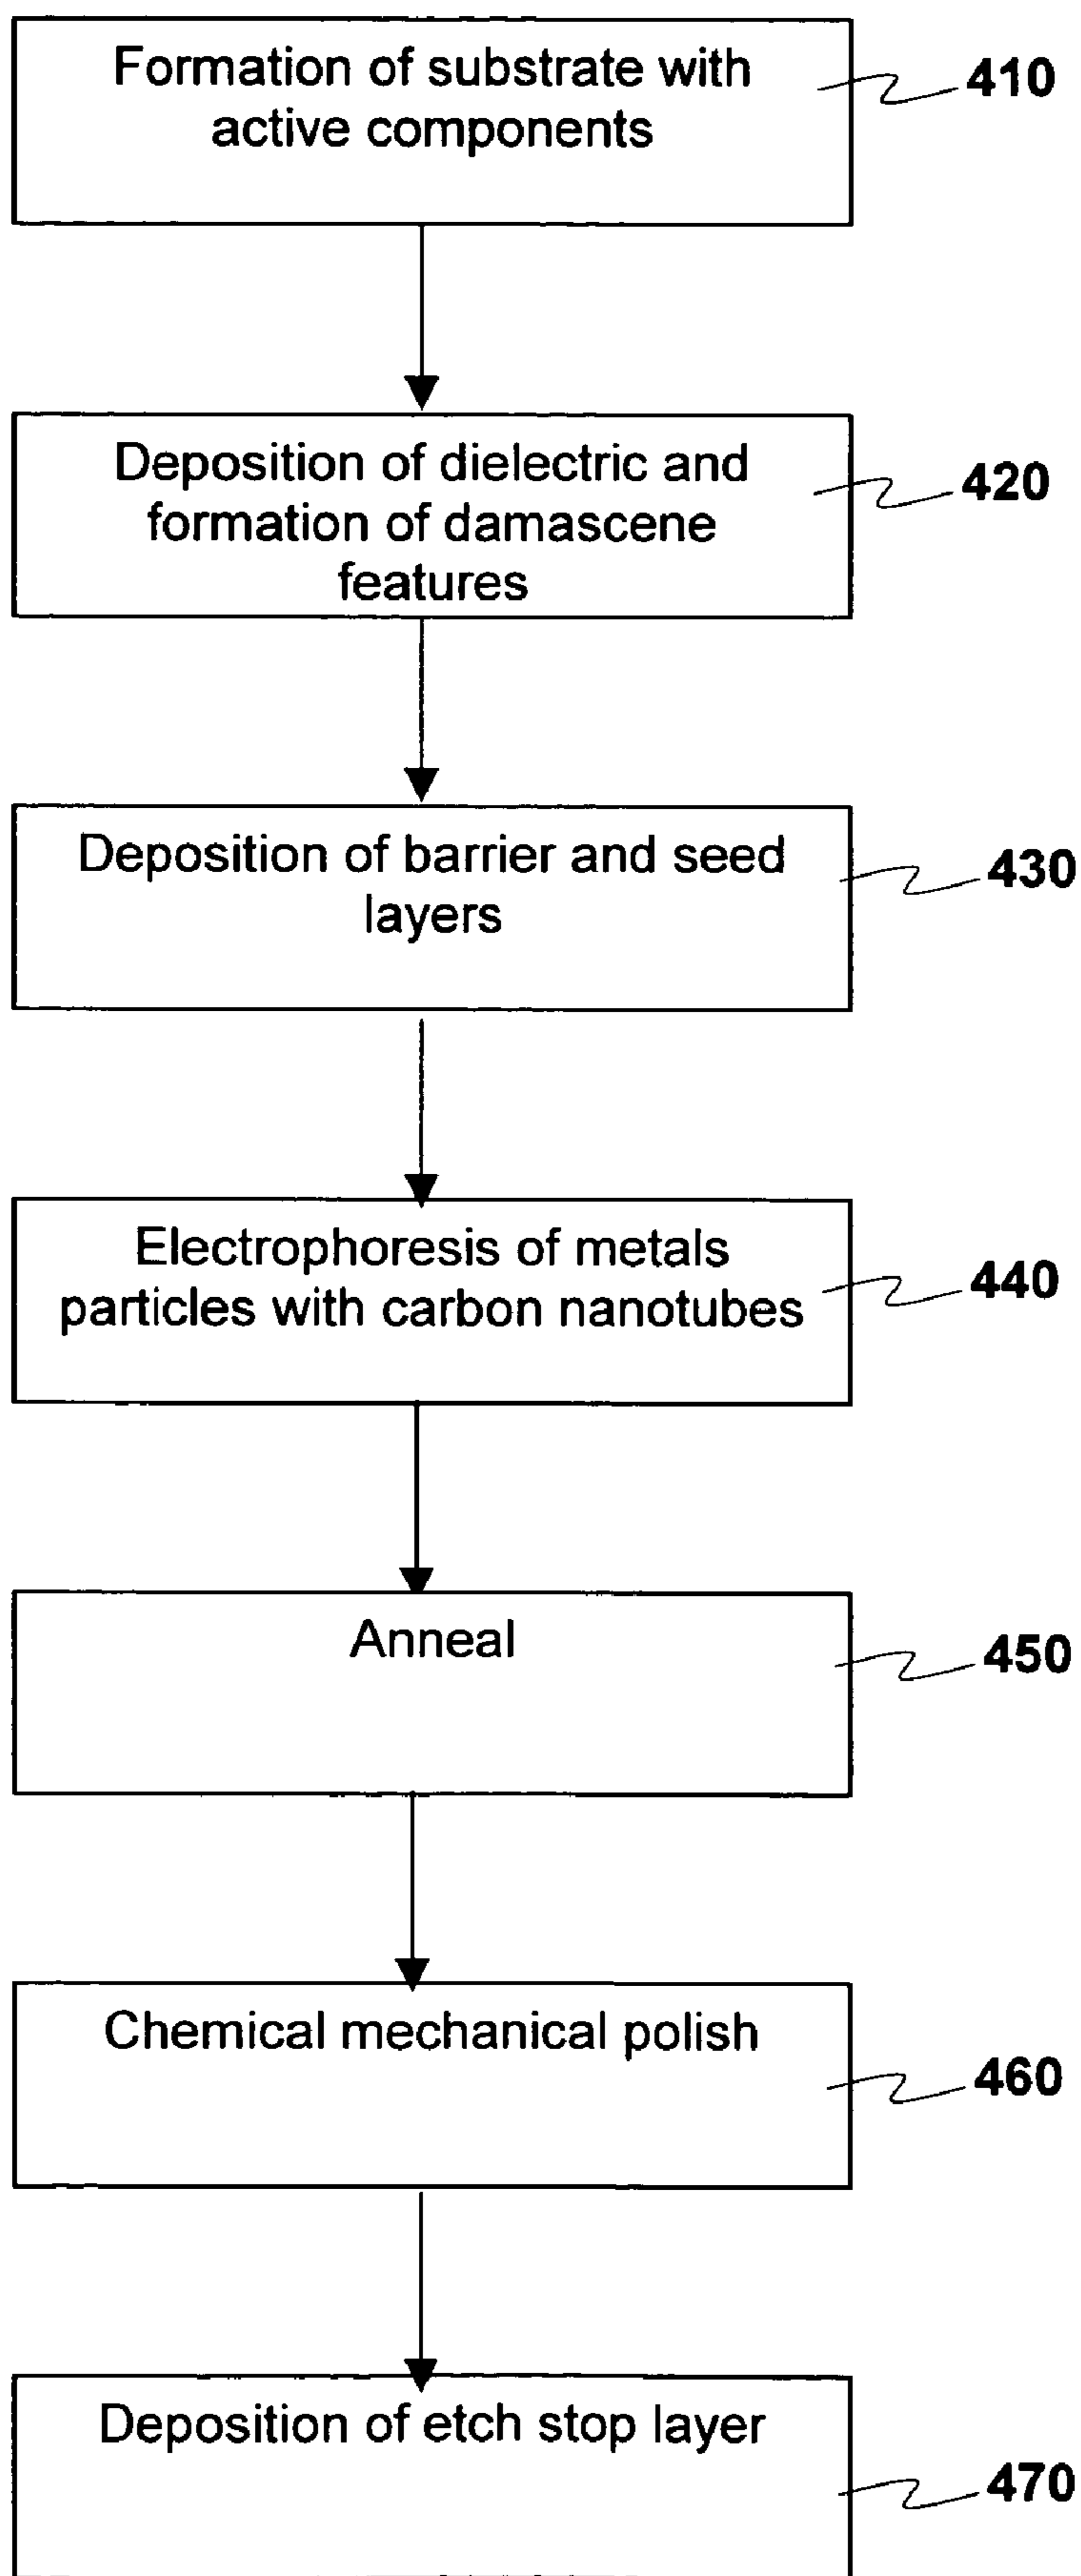 Formation of substrate with
active components
410
Deposition of dielectric and
formation of damascene
features
420
Deposition of barrier and seed
layers
430
Electrophoresis of metals
particles with carbon nanotubes
440
Anneal
450
Chemical mechanical polish
460
Deposition of etch stop layer
470